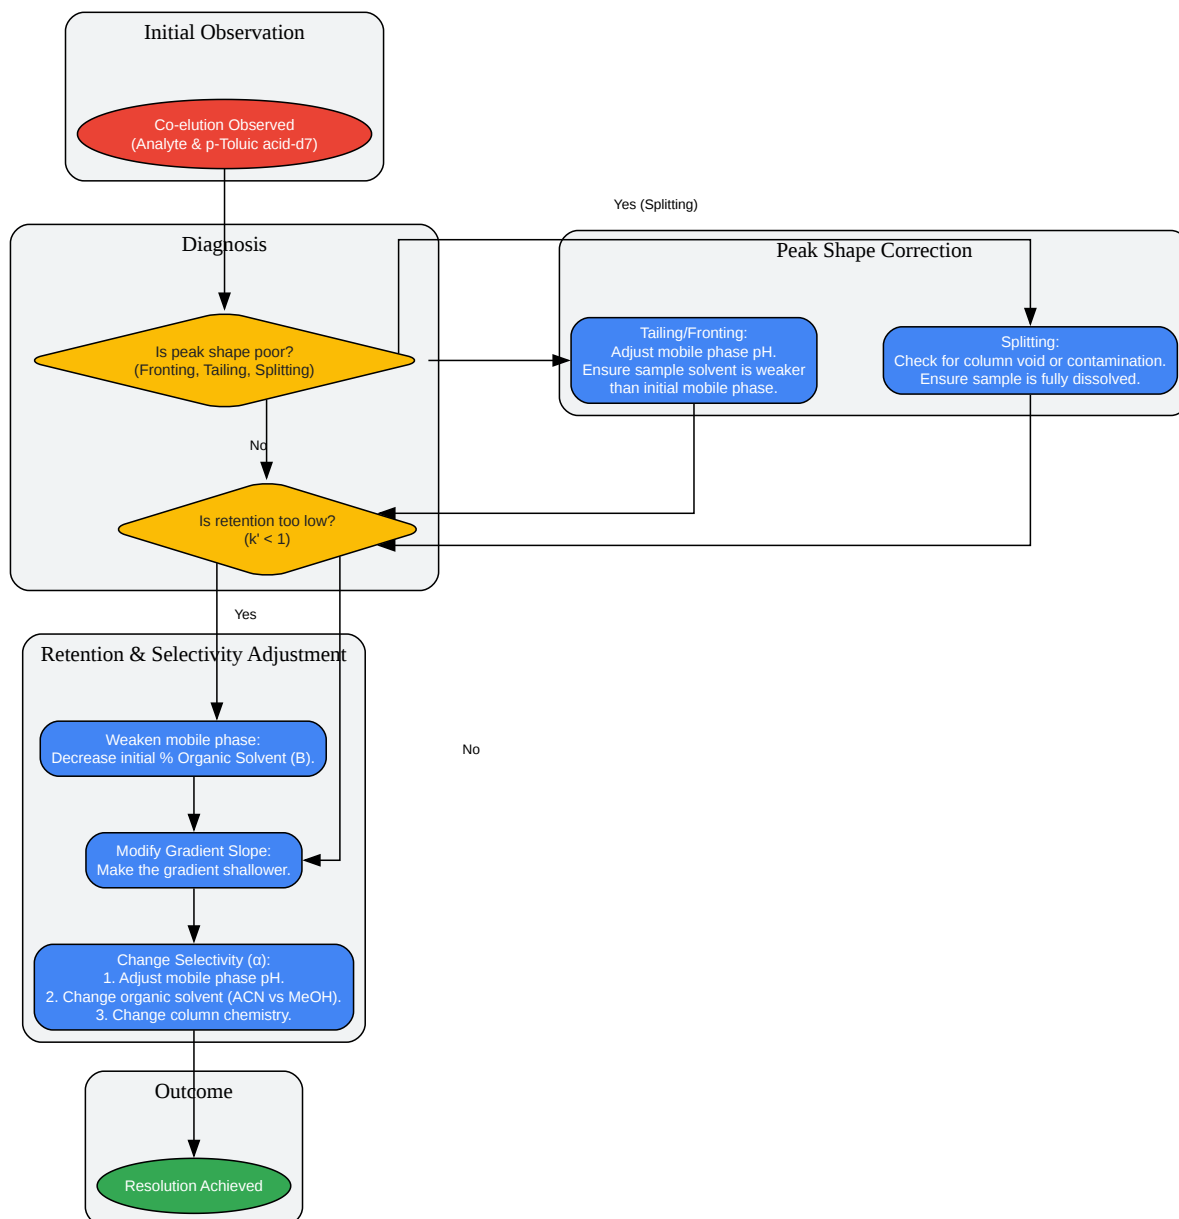 Initial Observation
Co-elution Observed
(Analyte & p-Toluic acid-d7)
Yes (Splitting)
Diagnosis
Peak Shape Correction
Is peak shape poor?
(Fronting, Tailing, Splitting)
Tailing/Fronting:
Adjust mobile phase pH.
Ensure sample solvent is weaker
than initial mobile phase.
Splitting:
Check for column void or contamination.
Ensure sample is fully dissolved.
No
Is retention too low?
(k' < 1)
Yes
Retention & Selectivity Adjustment
Weaken mobile phase:
Decrease initial % Organic Solvent (B).
No
Modify Gradient Slope:
Make the gradient shallower.
Change Selectivity (α):
1. Adjust mobile phase pH.
2. Change organic solvent (ACN vs MeOH).
3. Change column chemistry.
Outcome
Resolution Achieved